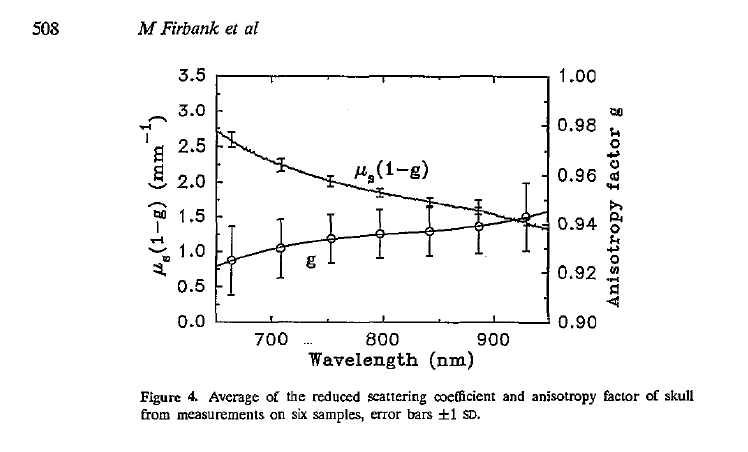 508 M Firbank et al
3.5
3.0
2.5
2.0
1.5
1.0
0.5
0.0
μs(1−g) (mm−1)
μs(1−g)
g
1.00
0.98
0.96
0.94
0.92
0.90
Anisotropy factor g
700 800 900
Wavelength (nm)
Figure 4. Average of the reduced scattering coefficient and anisotropy factor of skull
from measurements on six samples, error bars ±1 SD.